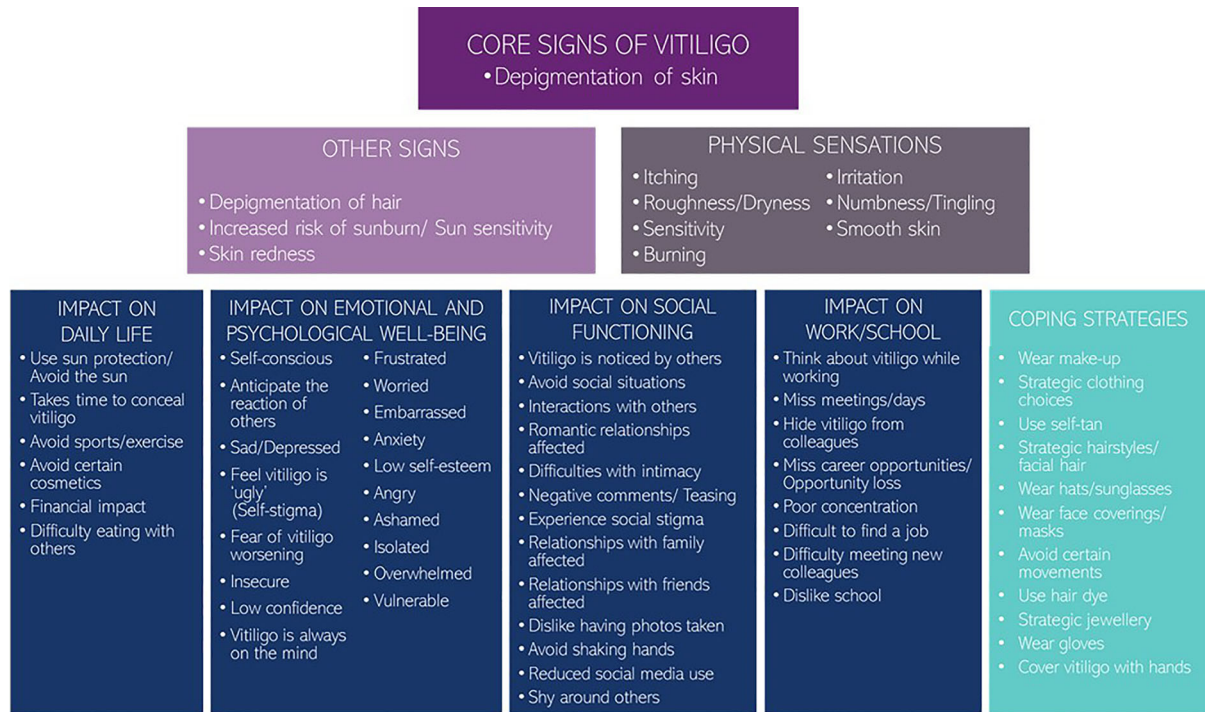 CORE SIGNS OF VITILIGO
• Depigmentation of skin
OTHER SIGNS
• Depigmentation of hair
• Increased risk of sunburn/ Sun sensitivity
• Skin redness
PHYSICAL SENSATIONS
• Itching
• Roughness/Dryness
• Sensitivity
• Burning
• Irritation
• Numbness/Tingling
• Smooth skin
IMPACT ON
DAILY LIFE
• Use sun protection/
Avoid the sun
• Takes time to conceal
vitiligo
• Avoid sports/exercise
• Avoid certain
cosmetics
• Financial impact
• Difficulty eating with
others
IMPACT ON EMOTIONAL AND
PSYCHOLOGICAL WELL-BEING
• Self-conscious
• Anticipate the
reaction of
others
• Sad/Depressed
• Feel vitiligo is
'ugly'
(Self-stigma)
• Fear of vitiligo
worsening
• Insecure
• Low confidence
• Vitiligo is always
on the mind
• Frustrated
• Worried
• Embarrassed
• Anxiety
• Low self-esteem
• Angry
• Ashamed
• Isolated
• Overwhelmed
• Vulnerable
IMPACT ON SOCIAL
FUNCTIONING
• Vitiligo is noticed by others
• Avoid social situations
• Interactions with others
• Romantic relationships
affected
• Difficulties with intimacy
• Negative comments/ Teasing
• Experience social stigma
• Relationships with family
affected
• Relationships with friends
affected
• Dislike having photos taken
• Avoid shaking hands
• Reduced social media use
• Shy around others
IMPACT ON
WORK/SCHOOL
• Think about vitiligo while
working
• Miss meetings/days
• Hide vitiligo from
colleagues
• Miss career opportunities/
Opportunity loss
• Poor concentration
• Difficult to find a job
• Difficulty meeting new
colleagues
• Dislike school
COPING STRATEGIES
• Wear make-up
• Strategic clothing
choices
• Use self-tan
• Strategic hairstyles/
facial hair
• Wear hats/sunglasses
• Wear face coverings/
masks
• Avoid certain
movements
• Use hair dye
• Strategic jewellery
• Wear gloves
• Cover vitiligo with hands